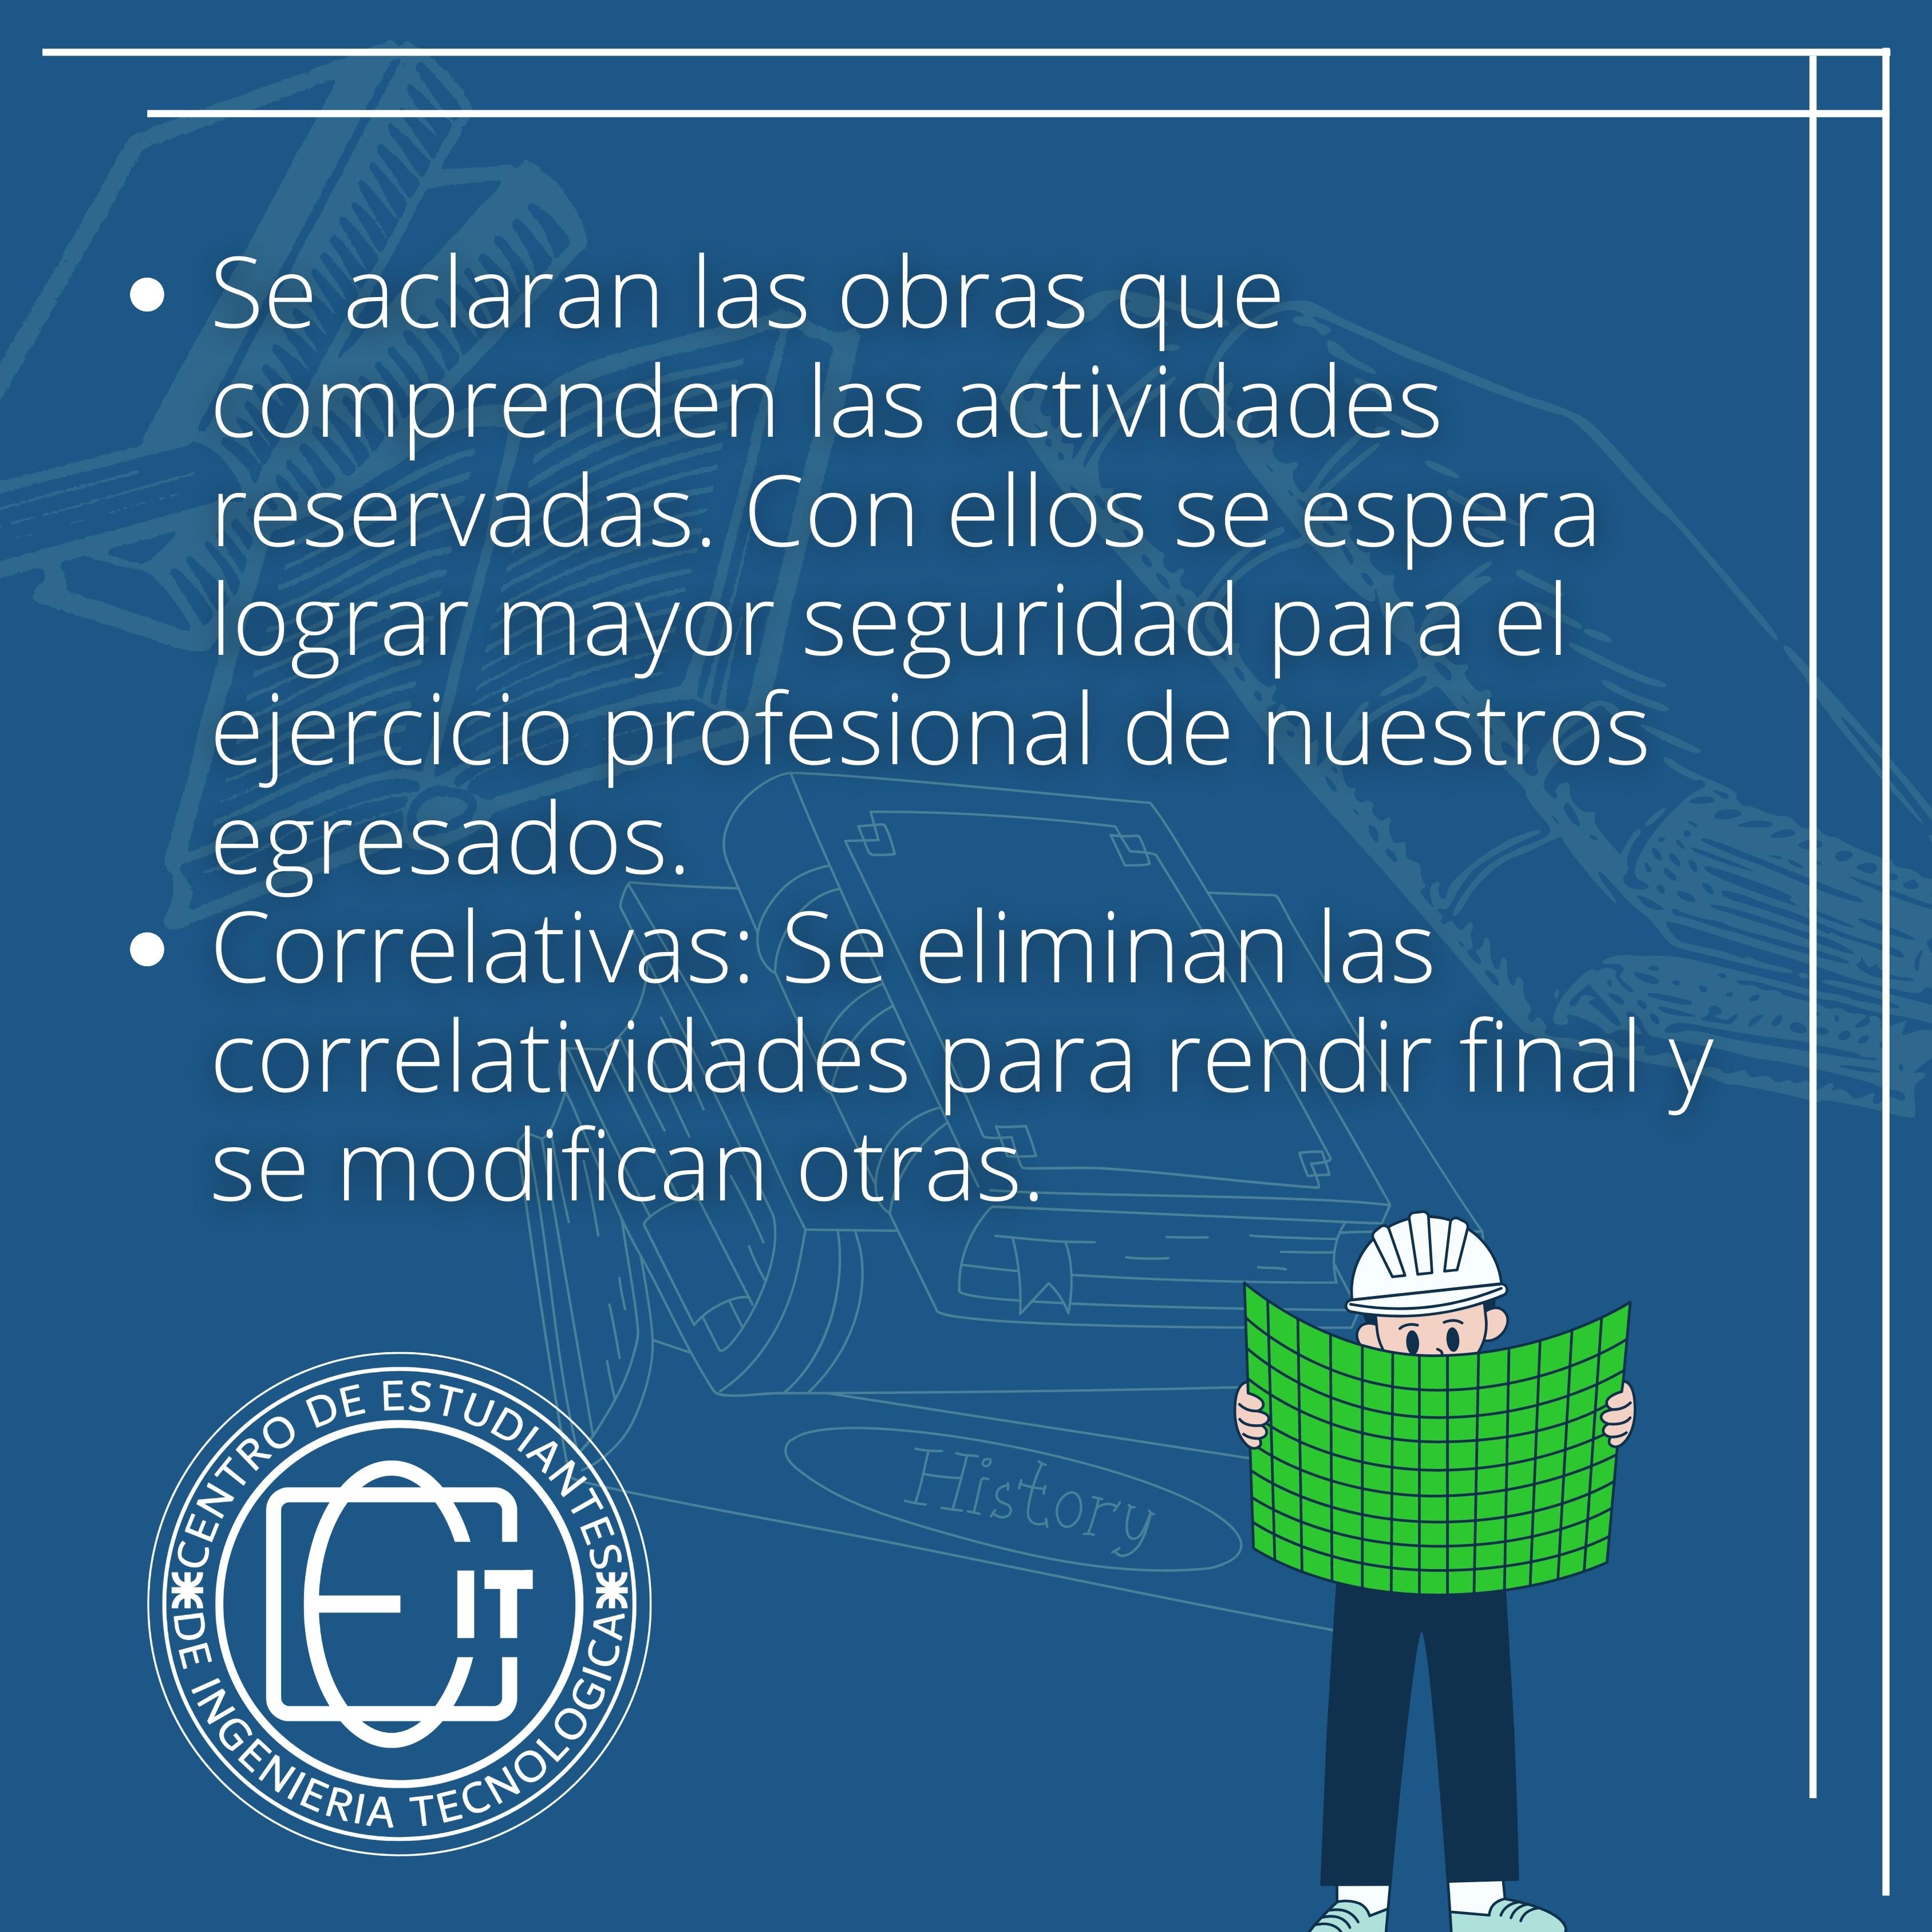 • Se aclaran las obras que
comprenden las actividades
reservadas. Con ellos se espera
lograr mayor seguridad para el
ejercicio profesional de nuestros
egresados.
• Correlativas: Se eliminan las
correlatividades para rendir final y
se modifican otras.
History
CENTRO DE ESTUDIANTES
DE INGENIERIA TECNOLOGICA
CE IT